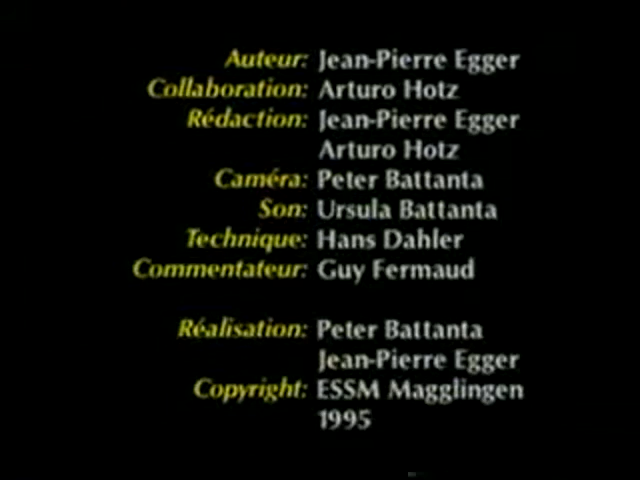 Auteur: Jean-Pierre Egger
Collaboration: Arturo Hotz
Rédaction: Jean-Pierre Egger
Arturo Hotz
Caméra: Peter Battanta
Son: Ursula Battanta
Technique: Hans Dahler
Commentateur: Guy Fermaud
Réalisation: Peter Battanta
Jean-Pierre Egger
Copyright: ESSM Magglingen
1995